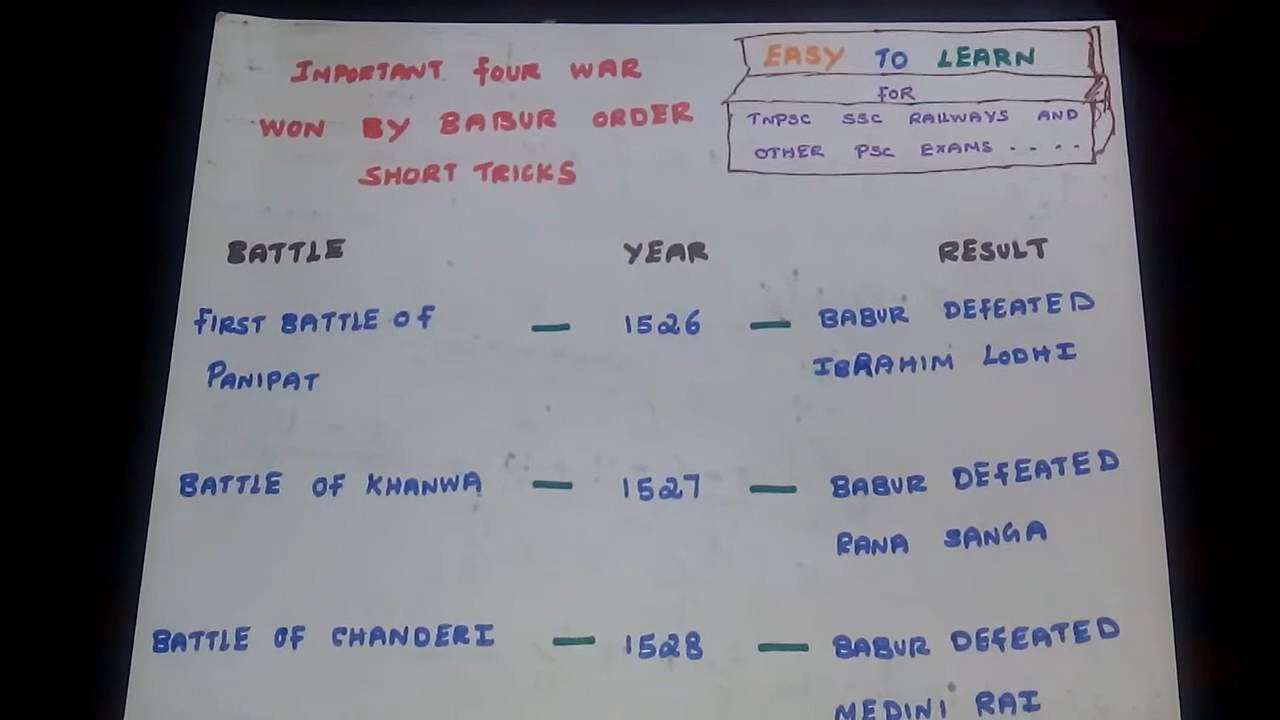 IMPORTANT FOUR WAR
WON BY BABUR ORDER
SHORT TRICKS
EASY TO LEARN
FOR
TNPSC SSC RAILWAYS AND
OTHER PSC EXAMS . . . .
BATTLE YEAR RESULT
FIRST BATTLE OF — 1526 — BABUR DEFEATED
PANIPAT IBRAHIM LODHI
BATTLE OF KHANWA — 1527 — BABUR DEFEATED
RANA SANGA
BATTLE OF CHANDERI — 1528 — BABUR DEFEATED
MEDINI RAI